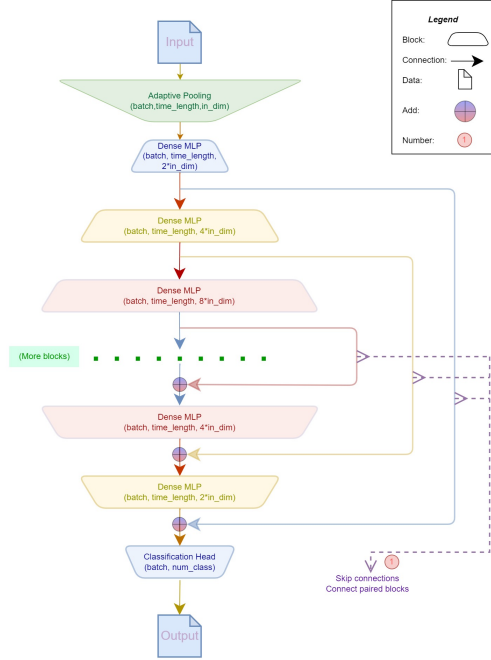 Input
Legend
Block:
Connection:
Data:
Add:
Number:
1
Adaptive Pooling
(batch,time_length,in_dim)
Dense MLP
(batch, time_length,
2*in_dim)
Dense MLP
(batch, time_length, 4*in_dim)
Dense MLP
(batch, time_length, 8*in_dim)
(More blocks)
Dense MLP
(batch, time_length, 4*in_dim)
Dense MLP
(batch, time_length, 2*in_dim)
Classification Head
(batch, num_class)
1
Skip connections
Connect paired blocks
Output